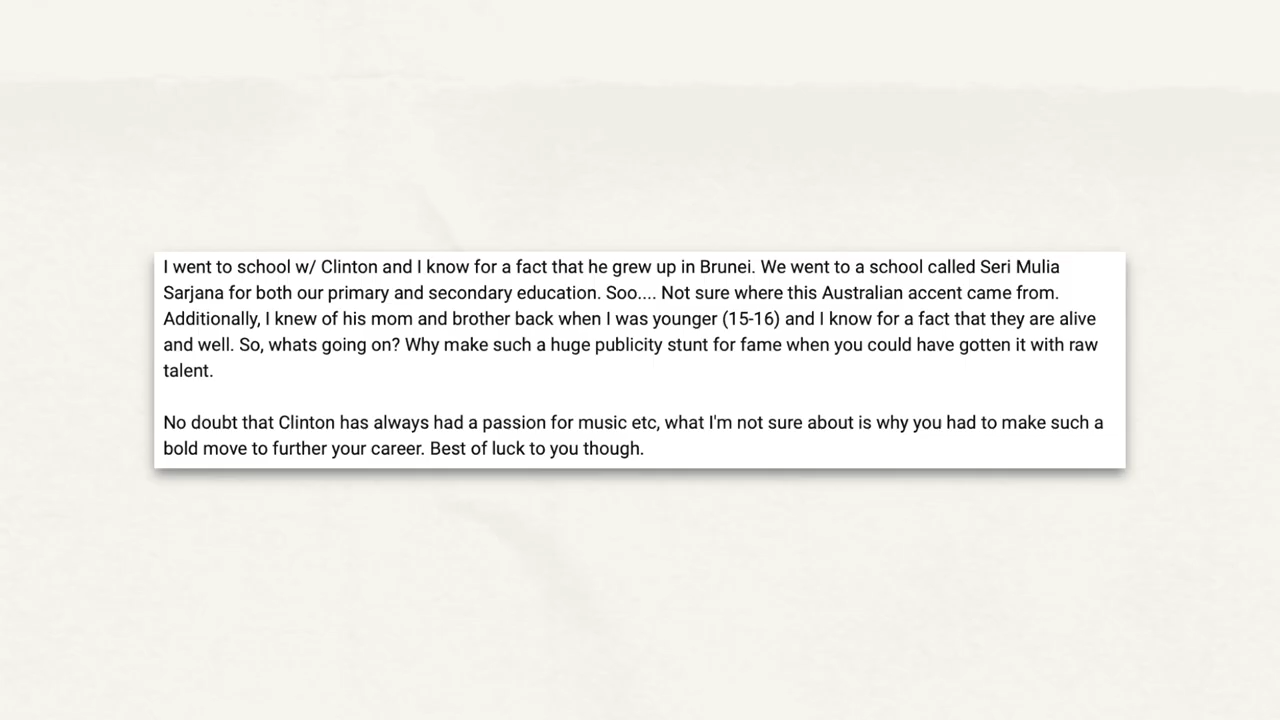 I went to school w/ Clinton and I know for a fact that he grew up in Brunei. We went to a school called Seri Mulia
Sarjana for both our primary and secondary education. Soo.... Not sure where this Australian accent came from.
Additionally, I knew of his mom and brother back when I was younger (15-16) and I know for a fact that they are alive
and well. So, whats going on? Why make such a huge publicity stunt for fame when you could have gotten it with raw
talent.
No doubt that Clinton has always had a passion for music etc, what I'm not sure about is why you had to make such a
bold move to further your career. Best of luck to you though.